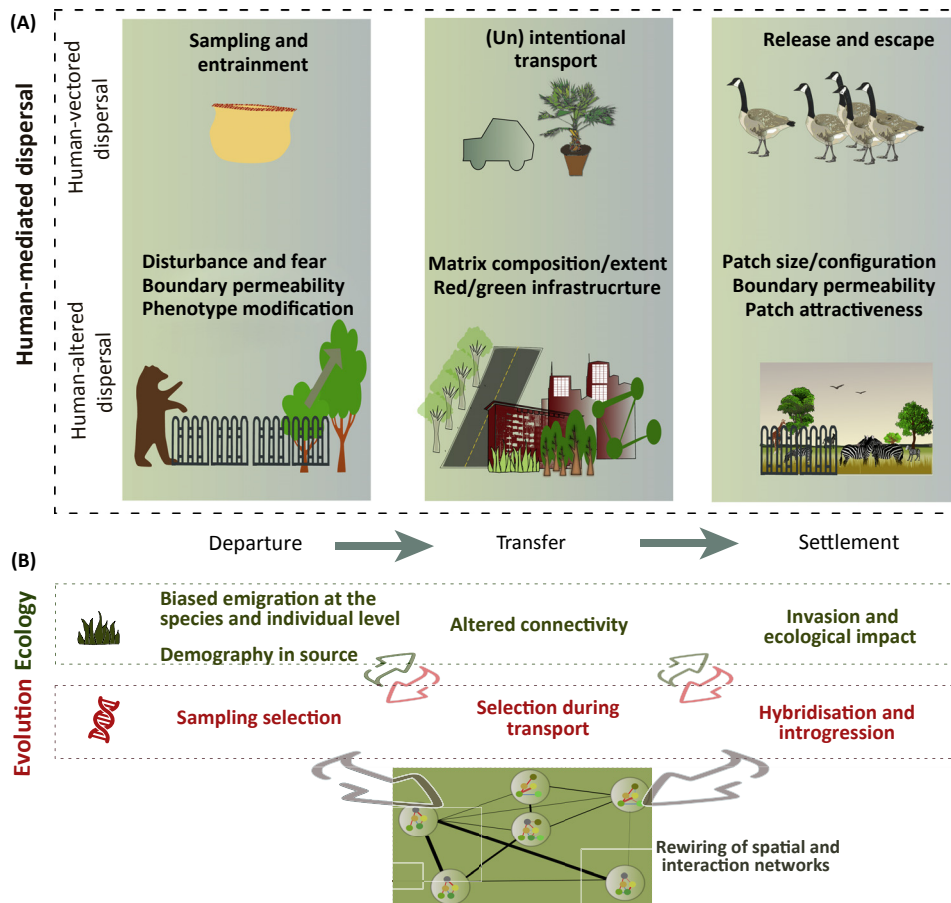 (A)
Human-mediated dispersal
Human-vectored
dispersal
Sampling and
entrainment
(Un) intentional
transport
Release and escape
Human-altered
dispersal
Disturbance and fear
Boundary permeability
Phenotype modification
Matrix composition/extent
Red/green infrastrucrture
Patch size/configuration
Boundary permeability
Patch attractiveness
Departure
Transfer
Settlement
(B)
Ecology
Biased emigration at the
species and individual level
Demography in source
Altered connectivity
Invasion and
ecological impact
Evolution
Sampling selection
Selection during
transport
Hybridisation and
introgression
Rewiring of spatial and
interaction networks